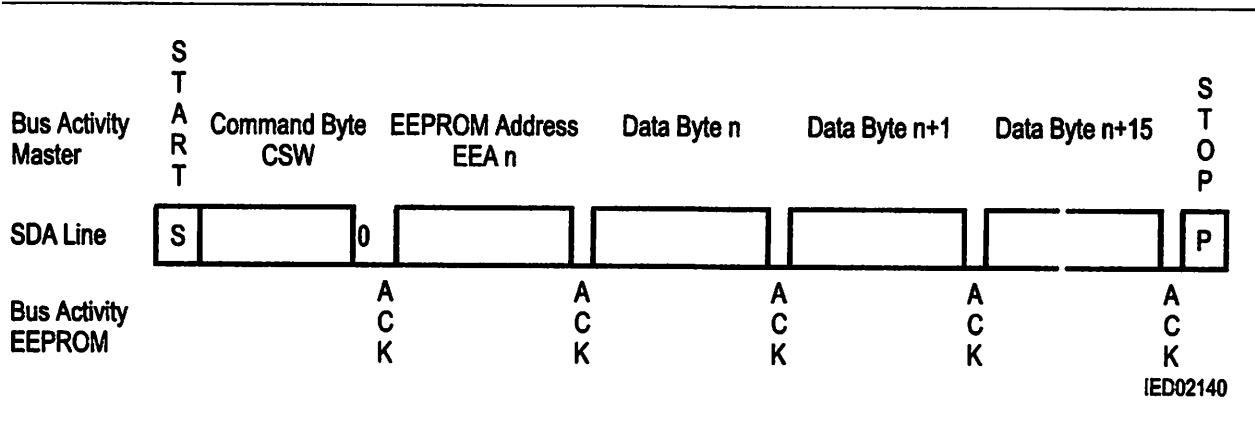 START
STOP
Bus Activity
Master
Command Byte
CSW
EEPROM Address
EEA n
Data Byte n
Data Byte n+1
Data Byte n+15
SDA Line
S
0
P
Bus Activity
EEPROM
ACK
ACK
ACK
ACK
ACK
IED02140